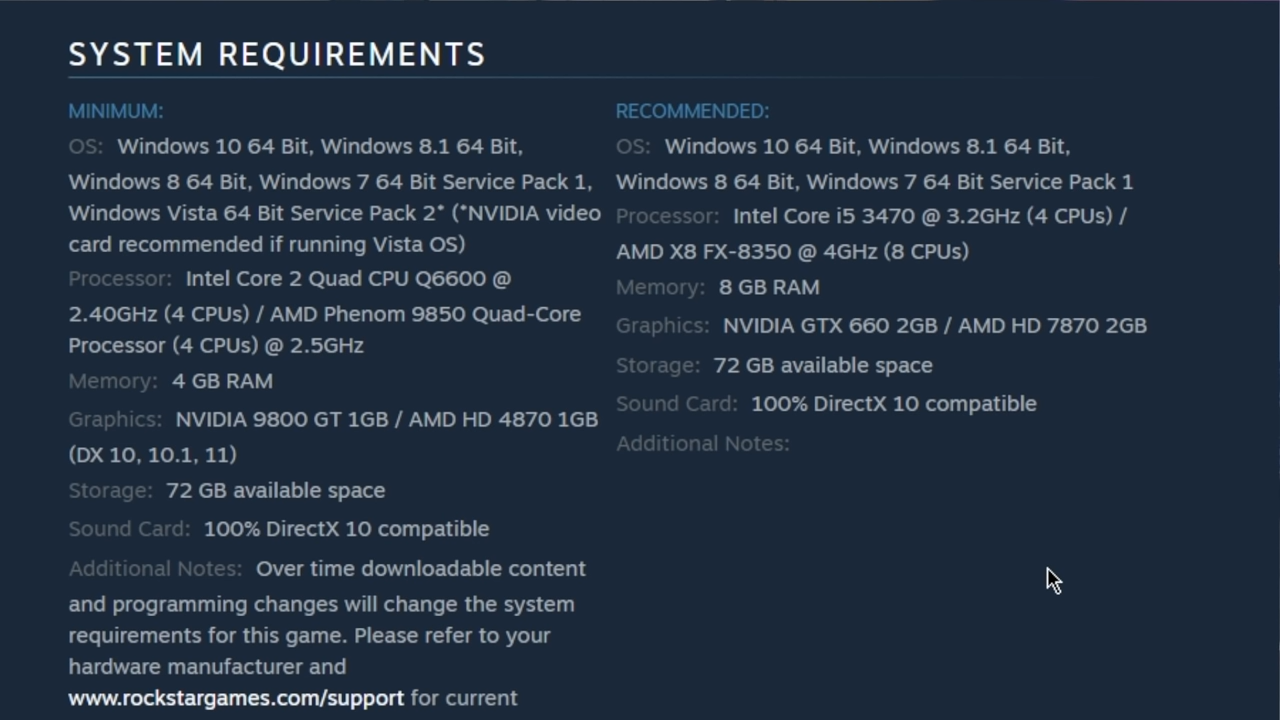 SYSTEM REQUIREMENTS
MINIMUM:
OS: Windows 10 64 Bit, Windows 8.1 64 Bit,
Windows 8 64 Bit, Windows 7 64 Bit Service Pack 1,
Windows Vista 64 Bit Service Pack 2* (*NVIDIA video
card recommended if running Vista OS)
Processor: Intel Core 2 Quad CPU Q6600 @
2.40GHz (4 CPUs) / AMD Phenom 9850 Quad-Core
Processor (4 CPUs) @ 2.5GHz
Memory: 4 GB RAM
Graphics: NVIDIA 9800 GT 1GB / AMD HD 4870 1GB
(DX 10, 10.1, 11)
Storage: 72 GB available space
Sound Card: 100% DirectX 10 compatible
Additional Notes: Over time downloadable content
and programming changes will change the system
requirements for this game. Please refer to your
hardware manufacturer and
www.rockstargames.com/support for current
RECOMMENDED:
OS: Windows 10 64 Bit, Windows 8.1 64 Bit,
Windows 8 64 Bit, Windows 7 64 Bit Service Pack 1
Processor: Intel Core i5 3470 @ 3.2GHz (4 CPUs) /
AMD X8 FX-8350 @ 4GHz (8 CPUs)
Memory: 8 GB RAM
Graphics: NVIDIA GTX 660 2GB / AMD HD 7870 2GB
Storage: 72 GB available space
Sound Card: 100% DirectX 10 compatible
Additional Notes: